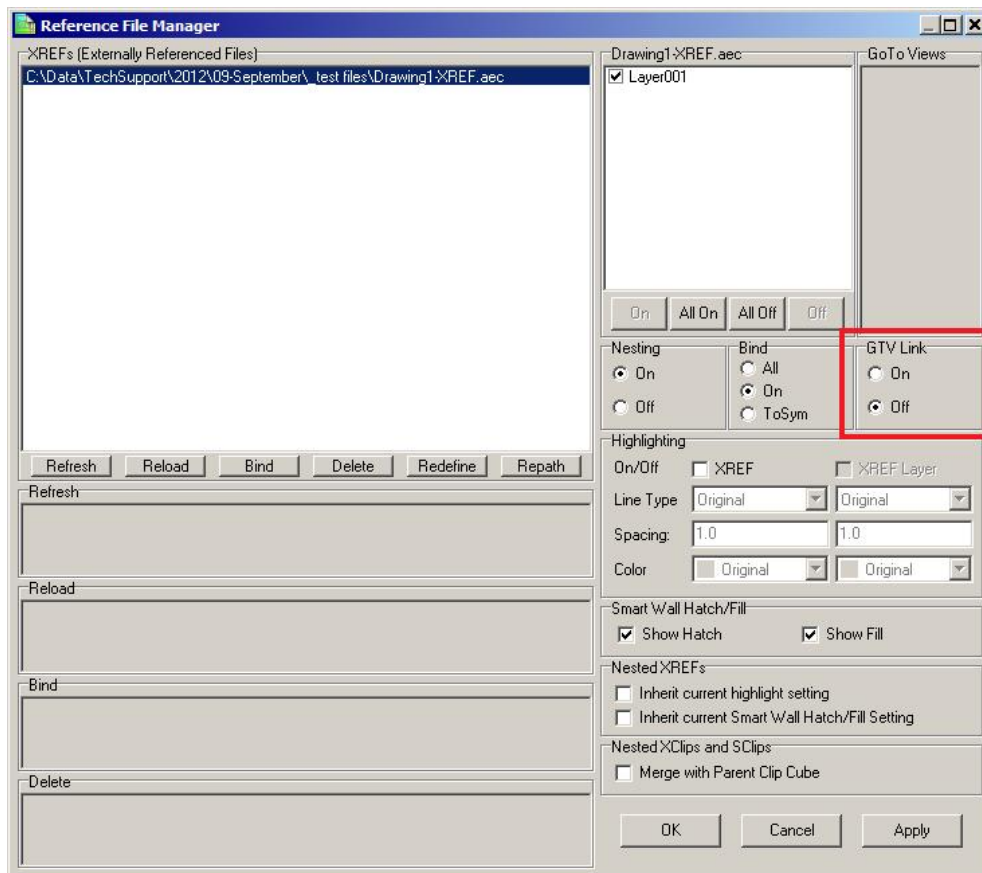 Reference File Manager
XREFs (Externally Referenced Files)
C:\Data\TechSupport\2012\09-September\_test files\Drawing1-XREF.aec
Refresh Reload Bind Delete Redefine Repath
Refresh
Reload
Bind
Delete
Drawing1-XREF.aec
Layer001
On All On All Off Off
GoTo Views
Nesting
On
Off
Bind
All
On
ToSym
GTV Link
On
Off
Highlighting
On/Off XREF XREF Layer
Line Type Original Original
Spacing: 1.0 1.0
Color Original Original
Smart Wall Hatch/Fill
Show Hatch Show Fill
Nested XREFs
Inherit current highlight setting
Inherit current Smart Wall Hatch/Fill Setting
Nested XClips and SClips
Merge with Parent Clip Cube
OK Cancel Apply